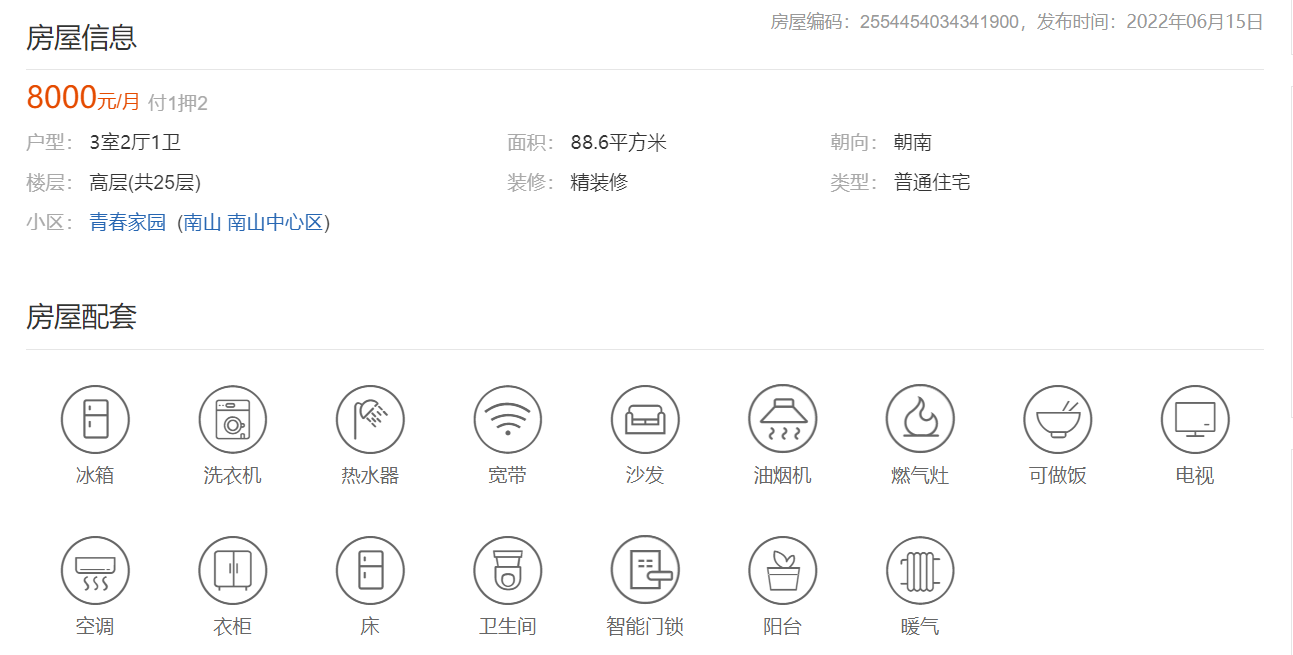 房屋信息
房屋编码：2554454034341900，发布时间：2022年06月15日
8000元/月 付1押2
户型： 3室2厅1卫 面积： 88.6平方米 朝向： 朝南
楼层： 高层(共25层) 装修： 精装修 类型： 普通住宅
小区： 青春家园 (南山 南山中心区)
房屋配套
冰箱 洗衣机 热水器 宽带 沙发 油烟机 燃气灶 可做饭 电视
空调 衣柜 床 卫生间 智能门锁 阳台 暖气